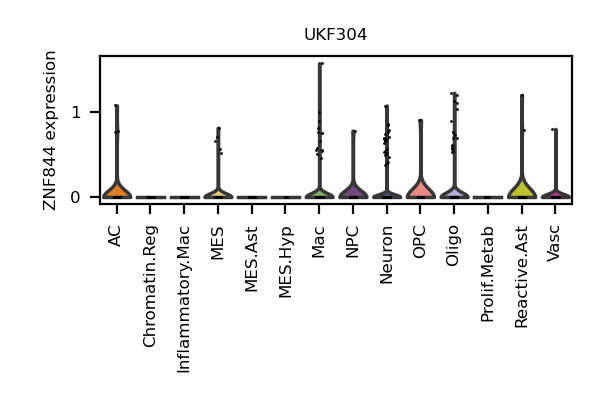 UKF304
ZNF844 expression
1
0
AC
Chromatin.Reg
Inflammatory.Mac
MES
MES.Ast
MES.Hyp
Mac
NPC
Neuron
OPC
Oligo
Prolif.Metab
Reactive.Ast
Vasc